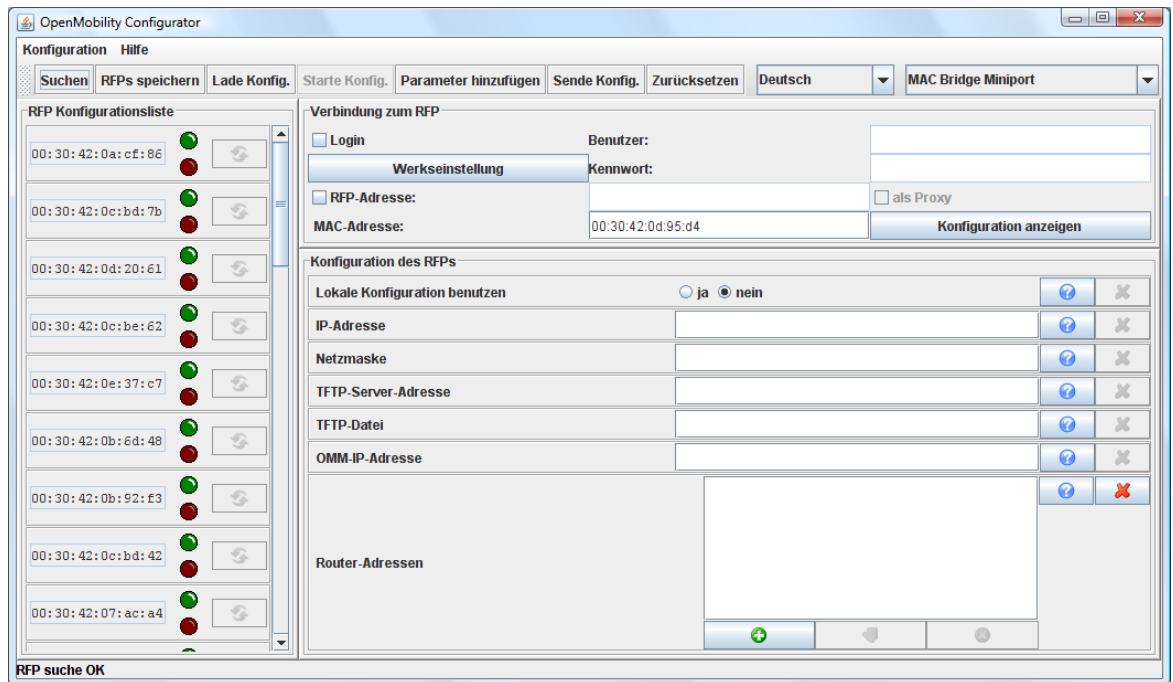 OpenMobility Configurator
Konfiguration Hilfe
Suchen RFPs speichern Lade Konfig. Starte Konfig. Parameter hinzufügen Sende Konfig. Zurücksetzen Deutsch MAC Bridge Miniport
RFP Konfigurationsliste
00:30:42:0a:cf:86
00:30:42:0c:bd:7b
00:30:42:0d:20:61
00:30:42:0c:be:62
00:30:42:0e:37:c7
00:30:42:0b:6d:48
00:30:42:0b:92:f3
00:30:42:0c:bd:42
00:30:42:07:ac:a4
Verbindung zum RFP
Login Benutzer:
Werkseinstellung Kennwort:
RFP-Adresse: als Proxy
MAC-Adresse: 00:30:42:0d:95:d4 Konfiguration anzeigen
Konfiguration des RFPs
Lokale Konfiguration benutzen ja nein
IP-Adresse
Netzmaske
TFTP-Server-Adresse
TFTP-Datei
OMM-IP-Adresse
Router-Adressen
RFP suche OK